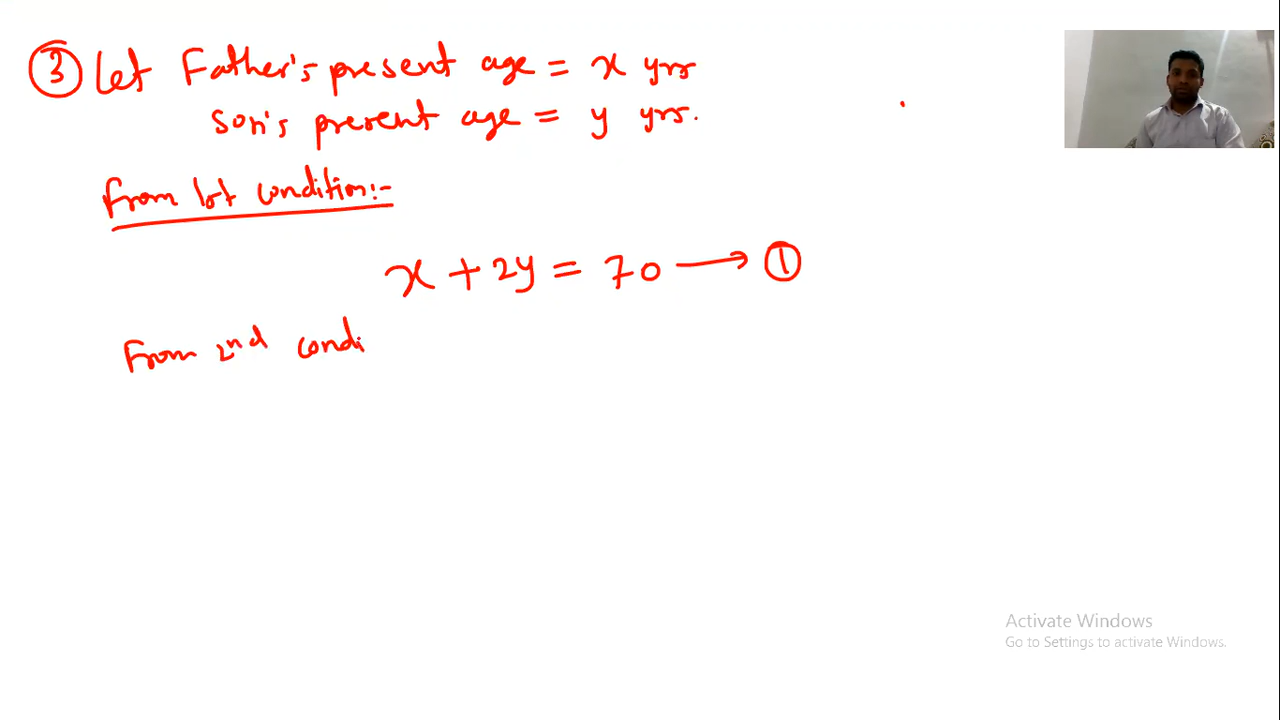 ③ Let Father's present age = x yrs
son's present age = y yrs.
From 1st condition:-
x + 2y = 70 → ①
From 2nd condi
Activate Windows
Go to Settings to activate Windows.